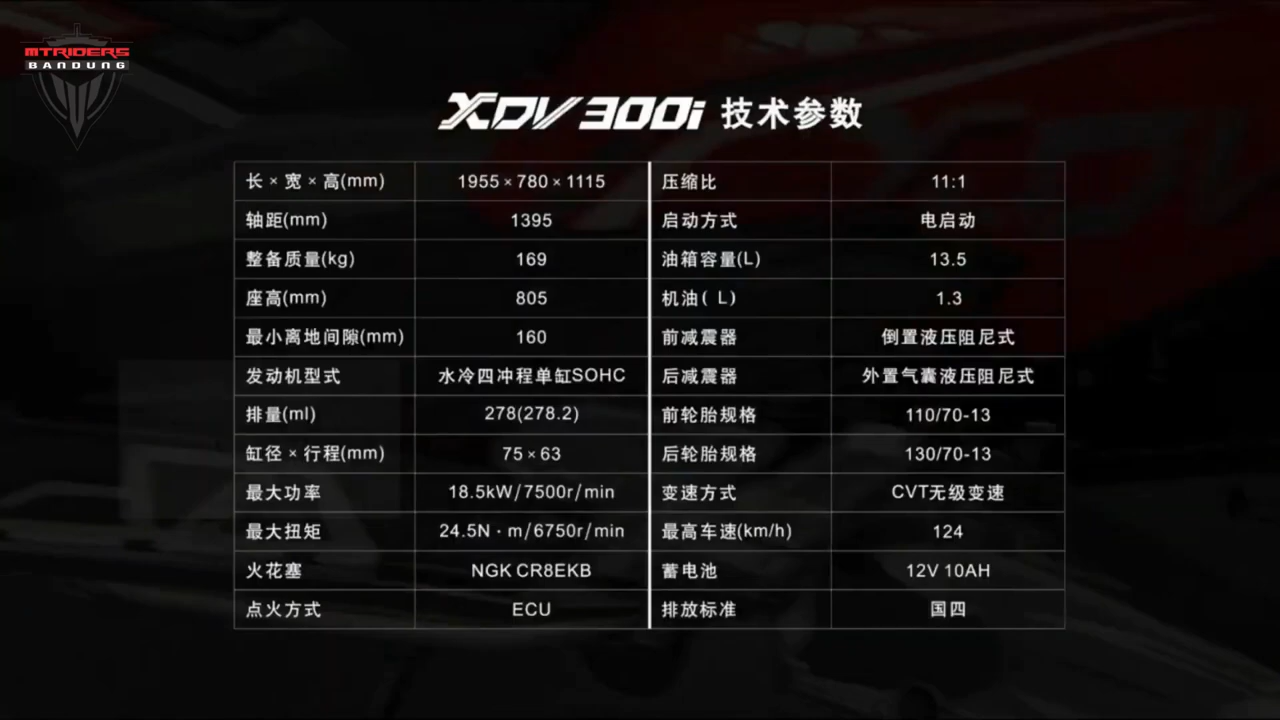 MTRIDERS
BANDUNG
XDV 300i 技术参数
长×宽×高(mm) 1955×780×1115 压缩比 11:1
轴距(mm) 1395 启动方式 电启动
整备质量(kg) 169 油箱容量(L) 13.5
座高(mm) 805 机油( L) 1.3
最小离地间隙(mm) 160 前减震器 倒置液压阻尼式
发动机型式 水冷四冲程单缸SOHC 后减震器 外置气囊液压阻尼式
排量(ml) 278(278.2) 前轮胎规格 110/70-13
缸径×行程(mm) 75×63 后轮胎规格 130/70-13
最大功率 18.5kW/7500r/min 变速方式 CVT无级变速
最大扭矩 24.5N·m/6750r/min 最高车速(km/h) 124
火花塞 NGK CR8EKB 蓄电池 12V 10AH
点火方式 ECU 排放标准 国四